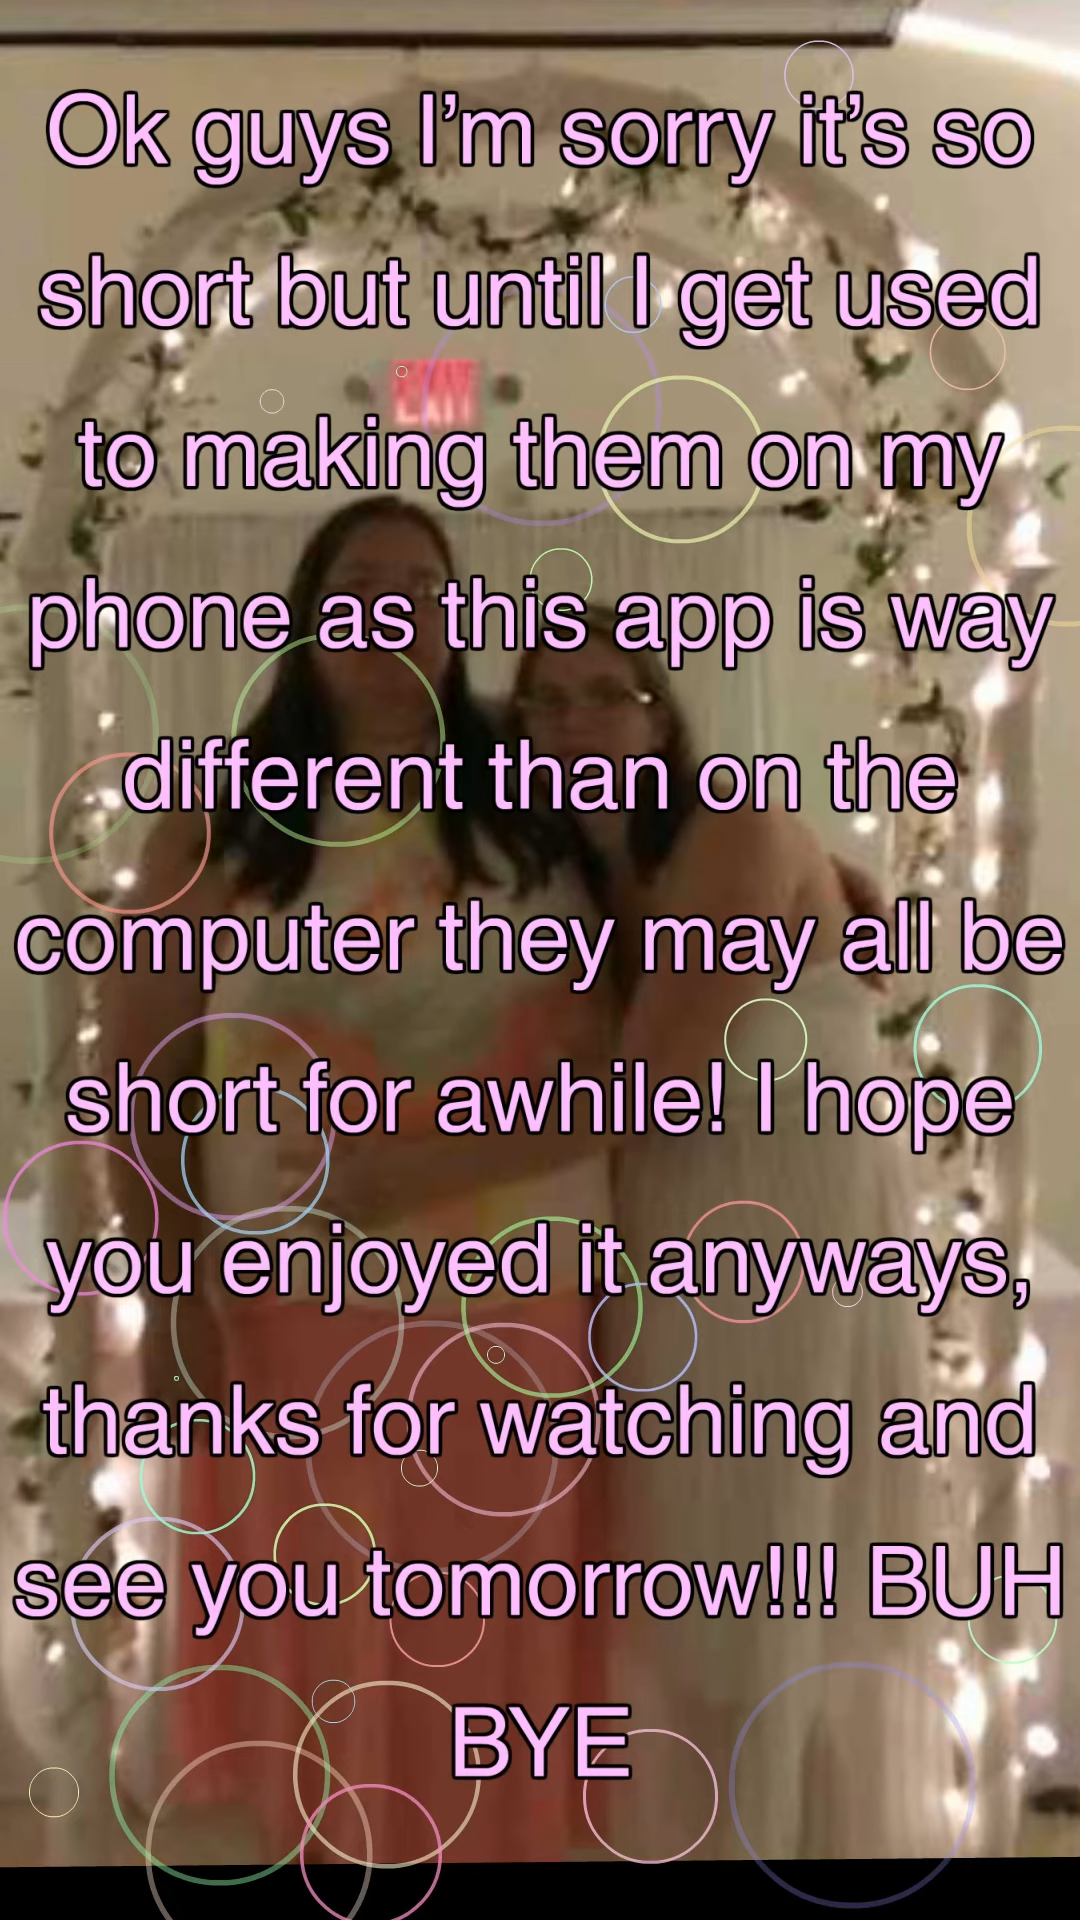 Ok guys I’m sorry it’s so
short but until I get used
EXIT
to making them on my
phone as this app is way
different than on the
computer they may all be
short for awhile! I hope
you enjoyed it anyways,
thanks for watching and
see you tomorrow!!! BUH
BYE